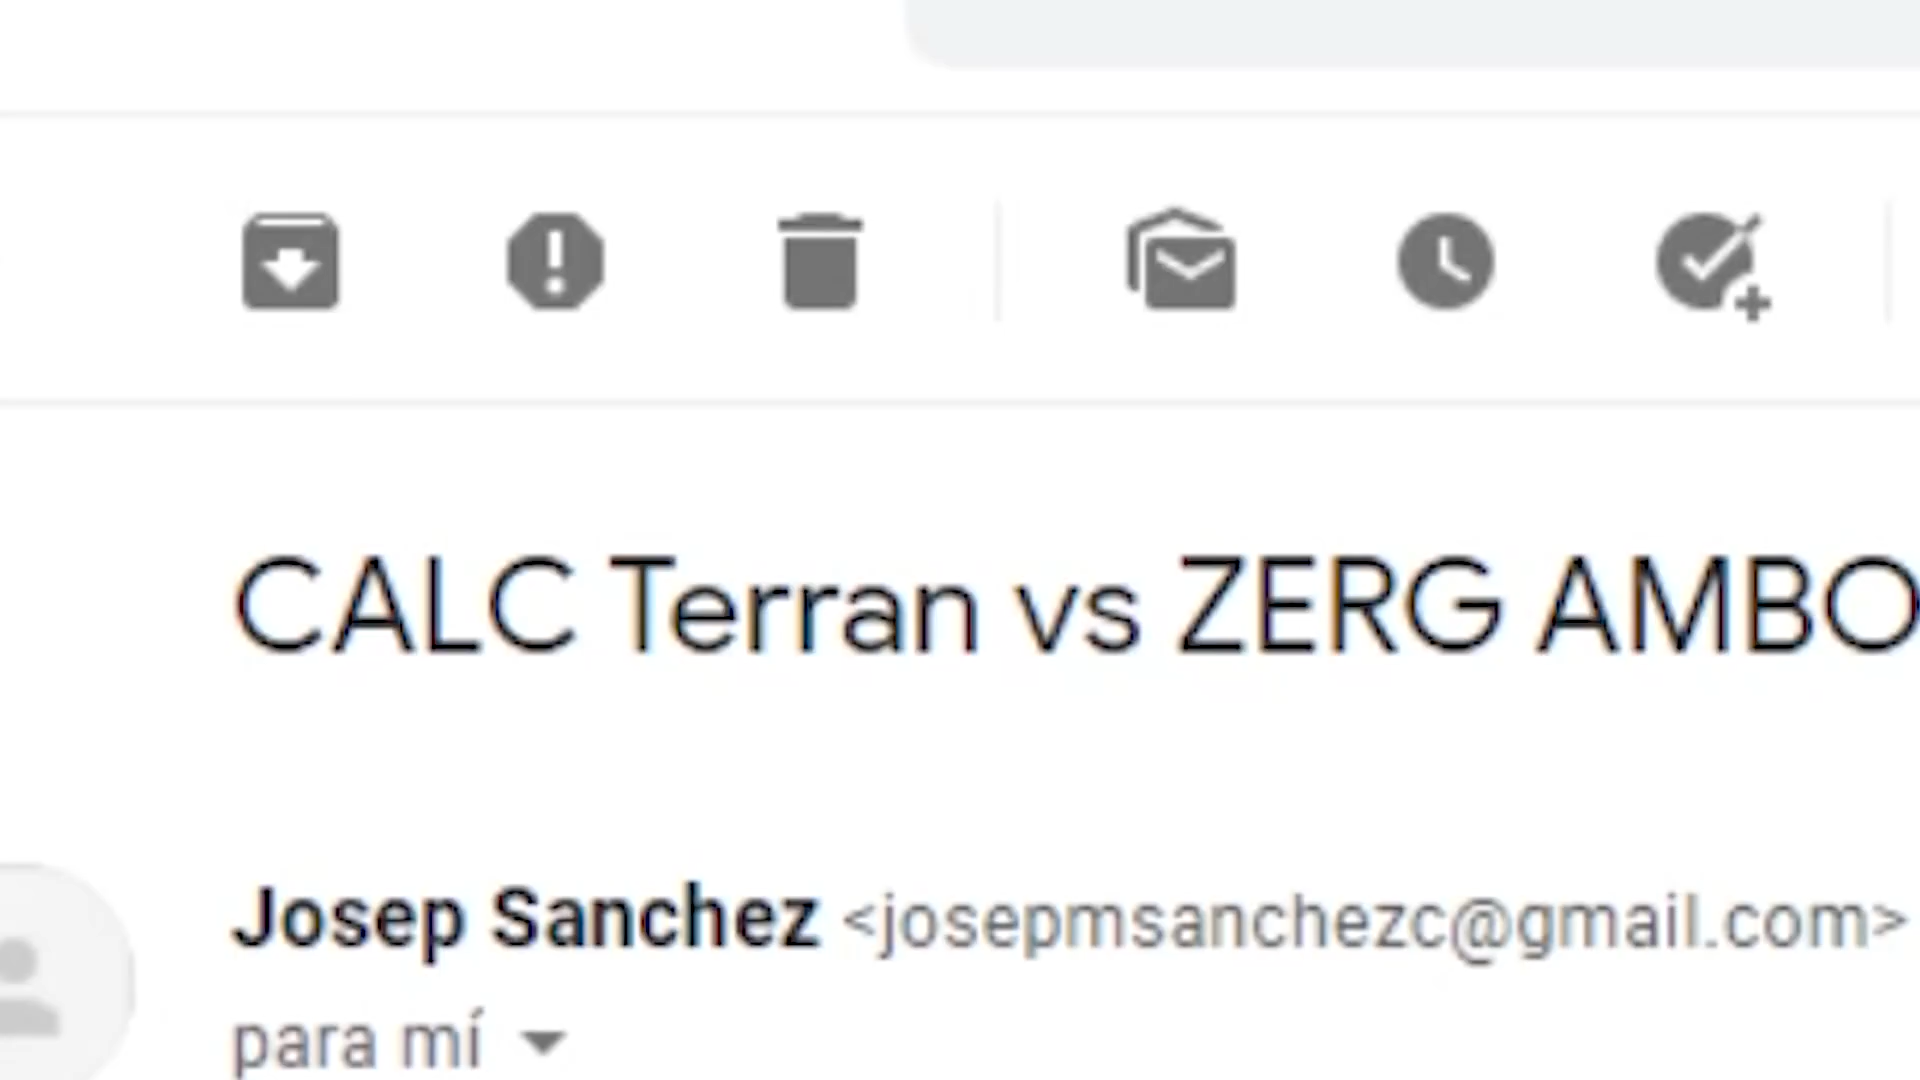 CALC Terran vs ZERG AMBO
Josep Sanchez <josepmsanchezc@gmail.com>
para mí